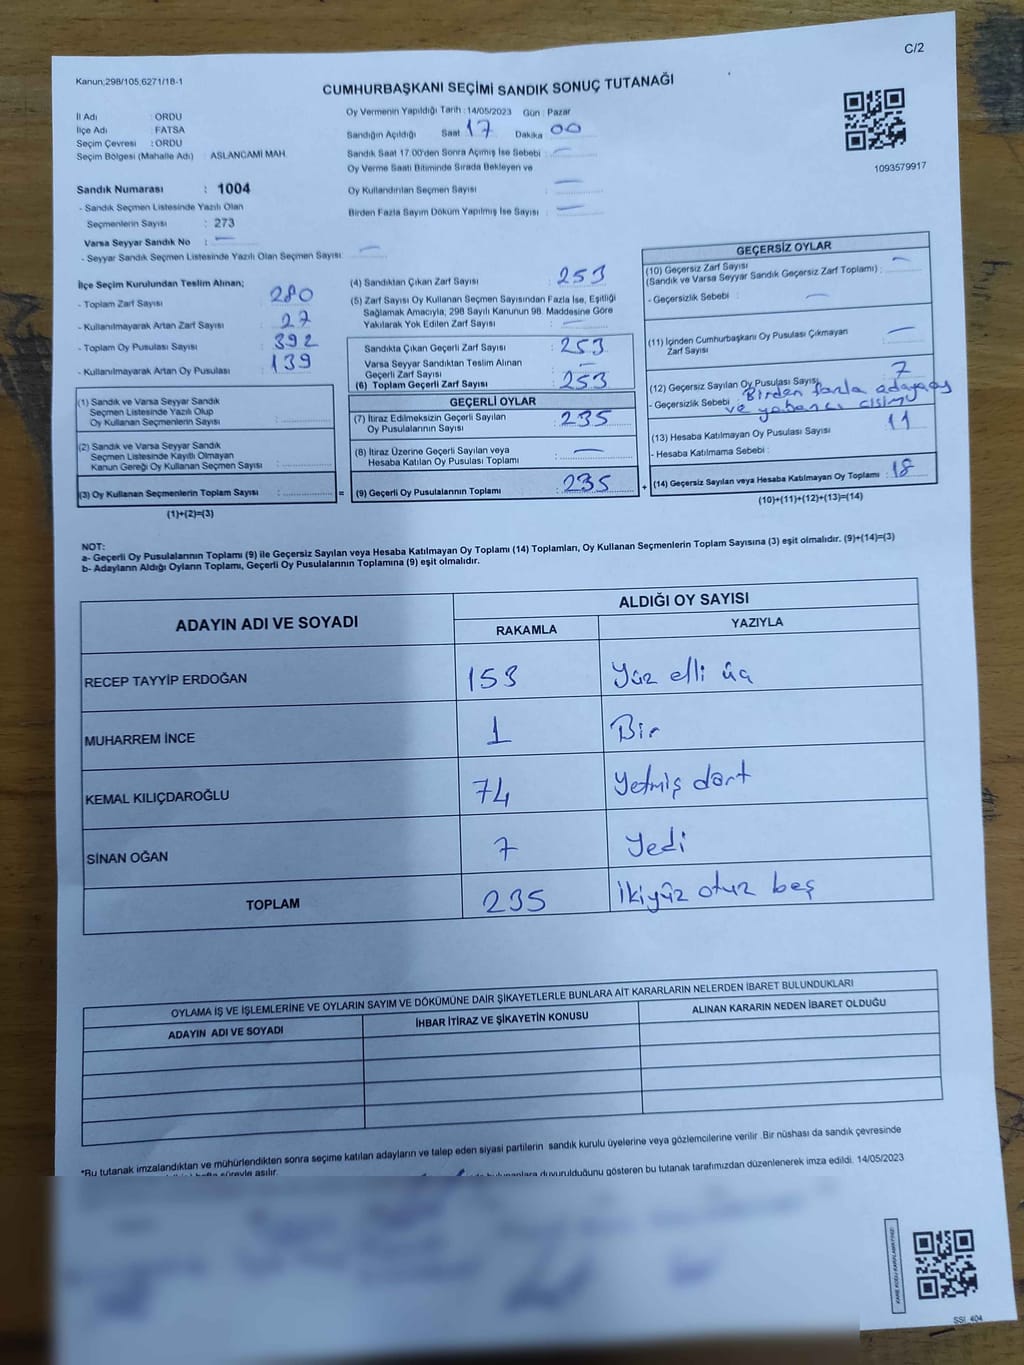 C/2
Kanun:298/105,6271/18-1
CUMHURBAŞKANI SEÇİMİ SANDIK SONUÇ TUTANAĞI
İl Adı : ORDU
İlçe Adı : FATSA
Seçim Çevresi : ORDU
Seçim Bölgesi (Mahalle Adı) : ASLANCAMİ MAH.
Sandık Numarası : 1004
- Sandık Seçmen Listesinde Yazılı Olan
Seçmenlerin Sayısı : 273
Varsa Seyyar Sandık No : —
- Seyyar Sandık Seçmen Listesinde Yazılı Olan Seçmen Sayısı : —
Oy Vermenin Yapıldığı Tarih : 14/05/2023 Gün : Pazar
Sandığın Açıldığı Saat 17 Dakika 00
Sandık Saat 17:00'den Sonra Açılmış İse Sebebi : —
Oy Verme Saati Bitiminde Sırada Bekleyen ve
Oy Kullandırılan Seçmen Sayısı : —
Birden Fazla Sayım Döküm Yapılmış İse Sayısı : —
1093579917
İlçe Seçim Kurulundan Teslim Alınan;
- Toplam Zarf Sayısı : 280
- Kullanılmayarak Artan Zarf Sayısı : 27
- Toplam Oy Pusulası Sayısı : 392
- Kullanılmayarak Artan Oy Pusulası : 139
(1) Sandık ve Varsa Seyyar Sandık
Seçmen Listesinde Yazılı Olup
Oy Kullanan Seçmenlerin Sayısı :
(2) Sandık ve Varsa Seyyar Sandık
Seçmen Listesinde Kayıtlı Olmayan
Kanun Gereği Oy Kullanan Seçmen Sayısı :
(3) Oy Kullanan Seçmenlerin Toplam Sayısı : =
(1)+(2)=(3)
(4) Sandıktan Çıkan Zarf Sayısı : 253
(5) Zarf Sayısı Oy Kullanan Seçmen Sayısından Fazla İse, Eşitliği
Sağlamak Amacıyla; 298 Sayılı Kanunun 98. Maddesine Göre
Yakılarak Yok Edilen Zarf Sayısı : —
Sandıkta Çıkan Geçerli Zarf Sayısı : 253
Varsa Seyyar Sandıktan Teslim Alınan
Geçerli Zarf Sayısı : —
(6) Toplam Geçerli Zarf Sayısı : 253
GEÇERLİ OYLAR
(7) İtiraz Edilmeksizin Geçerli Sayılan
Oy Pusulalarının Sayısı : 235
(8) İtiraz Üzerine Geçerli Sayılan veya
Hesaba Katılan Oy Pusulası Toplamı : —
(9) Geçerli Oy Pusulalarının Toplamı : 235 +
GEÇERSİZ OYLAR
(10) Geçersiz Zarf Sayısı
(Sandık ve Varsa Seyyar Sandık Geçersiz Zarf Toplamı) : —
- Geçersizlik Sebebi : —
(11) İçinden Cumhurbaşkanı Oy Pusulası Çıkmayan
Zarf Sayısı : —
(12) Geçersiz Sayılan Oy Pusulası Sayısı : 7
- Geçersizlik Sebebi : Birden fazla adaya oy
ve yabancı cisim
(13) Hesaba Katılmayan Oy Pusulası Sayısı : 11
- Hesaba Katılmama Sebebi :
(14) Geçersiz Sayılan veya Hesaba Katılmayan Oy Toplamı : 18
(10)+(11)+(12)+(13)=(14)
NOT:
a- Geçerli Oy Pusulalarının Toplamı (9) ile Geçersiz Sayılan veya Hesaba Katılmayan Oy Toplamı (14) Toplamları, Oy Kullanan Seçmenlerin Toplam Sayısına (3) eşit olmalıdır. (9)+(14)=(3)
b- Adayların Aldığı Oyların Toplamı, Geçerli Oy Pusulalarının Toplamına (9) eşit olmalıdır.
ADAYIN ADI VE SOYADI ALDIĞI OY SAYISI
RAKAMLA YAZIYLA
RECEP TAYYİP ERDOĞAN 153 Yüz elli üç
MUHARREM İNCE 1 Bir
KEMAL KILIÇDAROĞLU 74 Yetmiş dört
SİNAN OĞAN 7 Yedi
TOPLAM 235 İkiyüz otuz beş
OYLAMA İŞ VE İŞLEMLERİNE VE OYLARIN SAYIM VE DÖKÜMÜNE DAİR ŞİKAYETLERLE BUNLARA AİT KARARLARIN NELERDEN İBARET BULUNDUKLARI
ADAYIN ADI VE SOYADI İHBAR İTİRAZ VE ŞİKAYETİN KONUSU ALINAN KARARIN NEDEN İBARET OLDUĞU
*Bu tutanak imzalandıktan ve mühürlendikten sonra seçime katılan adayların ve talep eden siyasi partilerin sandık kurulu üyelerine veya gözlemcilerine verilir .Bir nüshası da sandık çevresinde
süreyle asılır. duyurulduğunu gösteren bu tutanak tarafımızdan düzenlenerek imza edildi. 14/05/2023
SSİ. 404